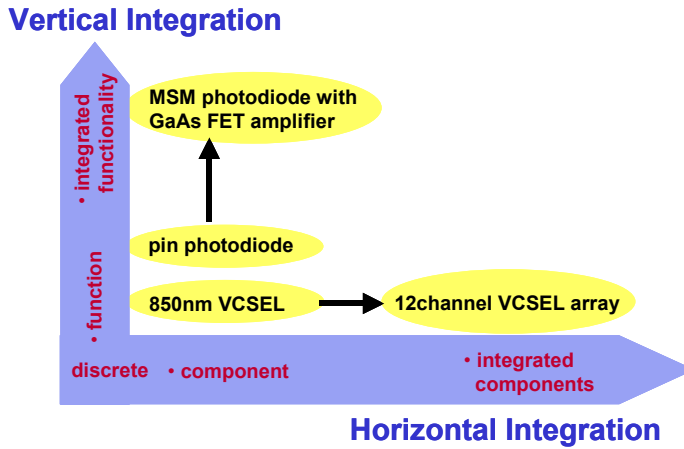 Vertical Integration
MSM photodiode with
GaAs FET amplifier
• integrated
functionality
pin photodiode
• function
850nm VCSEL
12channel VCSEL array
discrete
• component
• integrated
components
Horizontal Integration